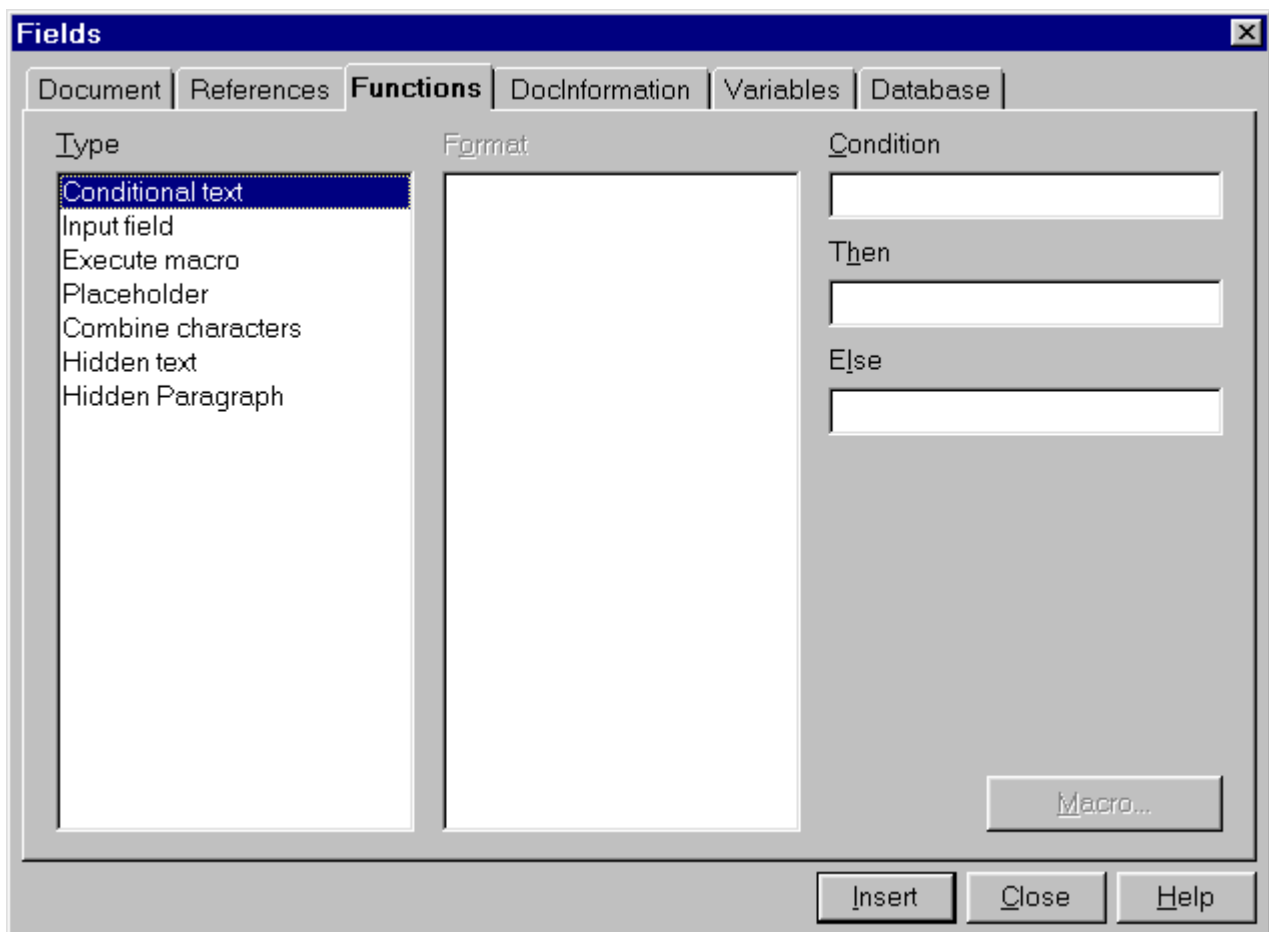 Fields
Document References Functions DocInformation Variables Database
Type Format Condition
Conditional text
Input field
Execute macro
Placeholder
Combine characters
Hidden text
Hidden Paragraph
Then
Else
Macro...
Insert Close Help